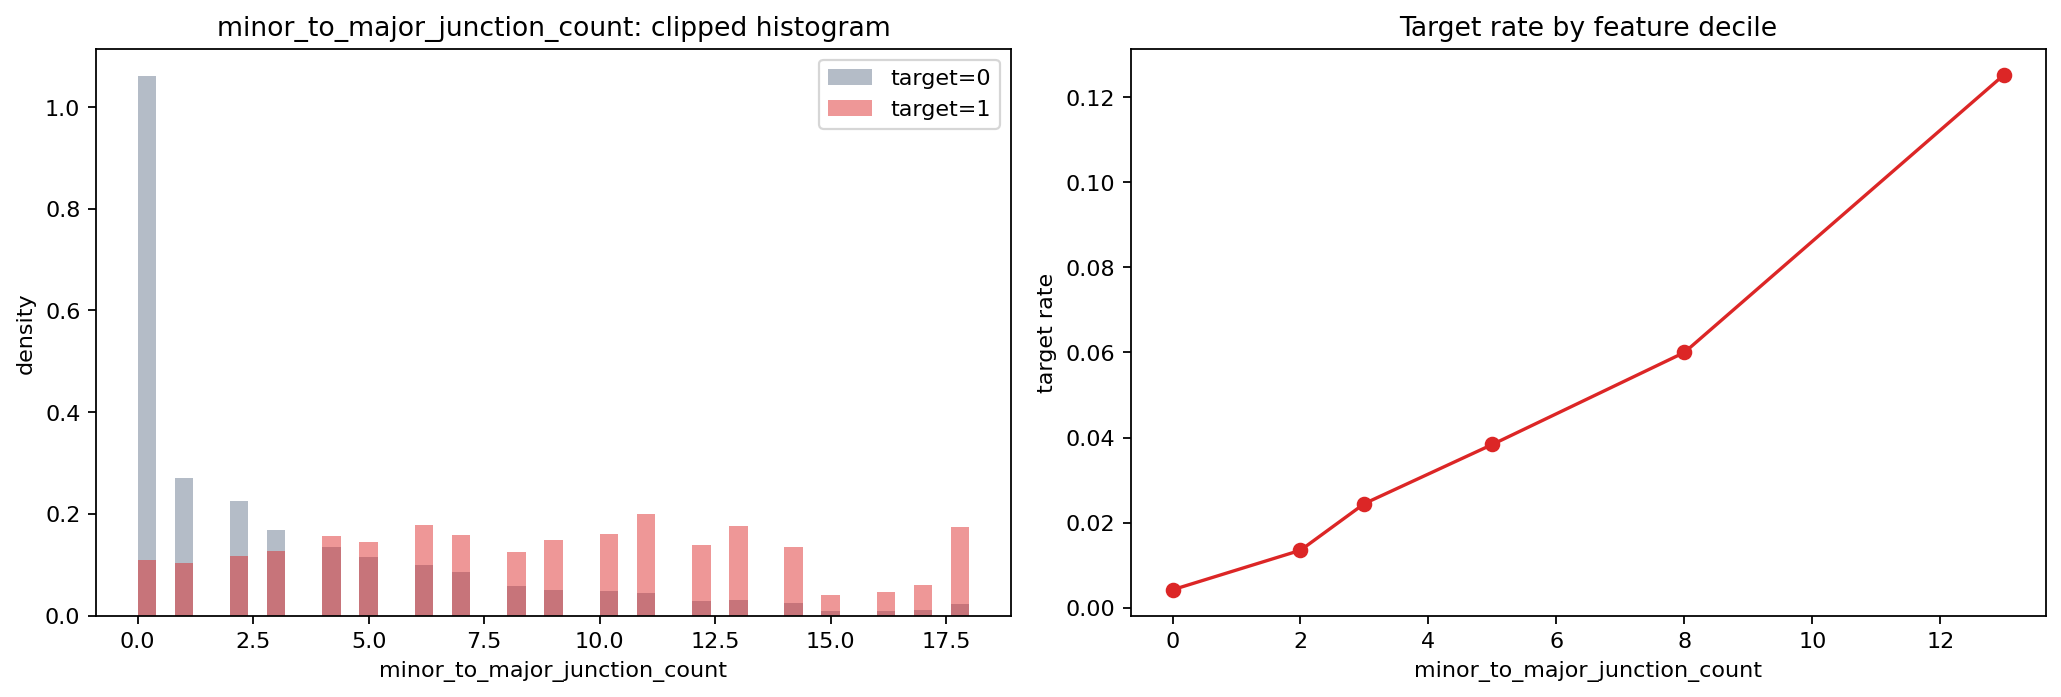 minor_to_major_junction_count: clipped histogram
target=0
target=1
density
1.0
0.8
0.6
0.4
0.2
0.0
0.0 2.5 5.0 7.5 10.0 12.5 15.0 17.5
minor_to_major_junction_count
Target rate by feature decile
target rate
0.12
0.10
0.08
0.06
0.04
0.02
0.00
0 2 4 6 8 10 12
minor_to_major_junction_count